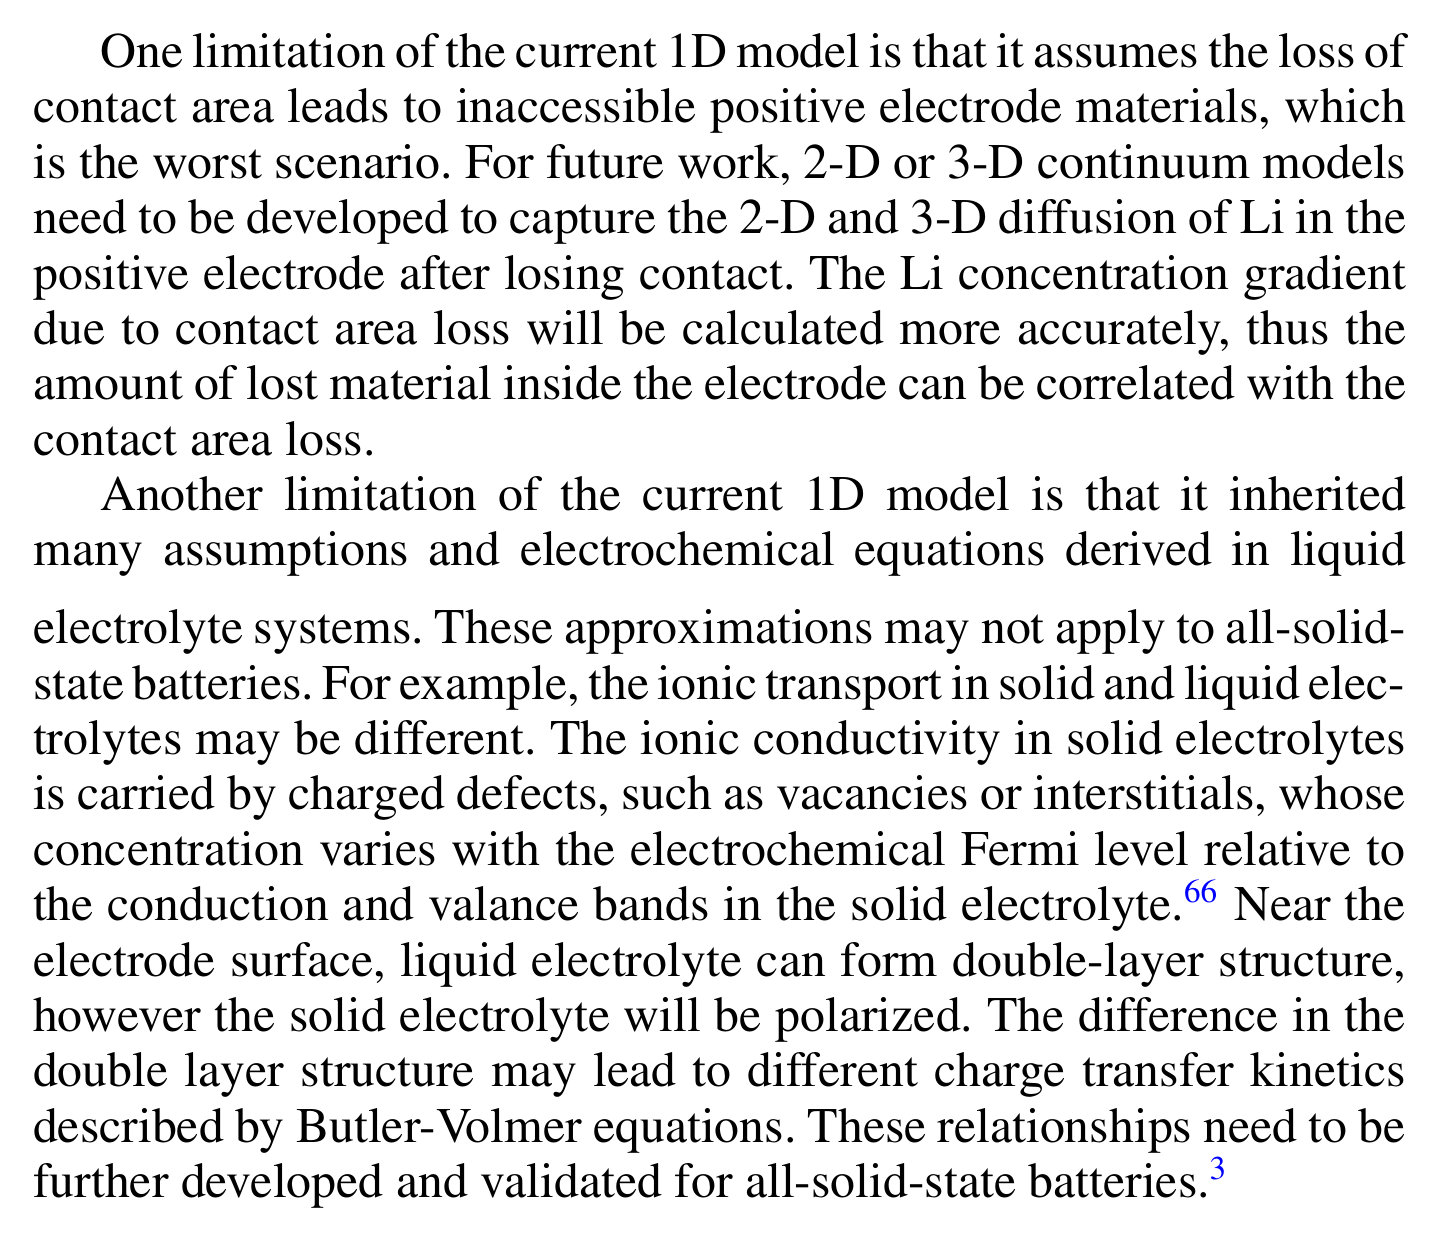 One limitation of the current 1D model is that it assumes the loss of
contact area leads to inaccessible positive electrode materials, which
is the worst scenario. For future work, 2-D or 3-D continuum models
need to be developed to capture the 2-D and 3-D diffusion of Li in the
positive electrode after losing contact. The Li concentration gradient
due to contact area loss will be calculated more accurately, thus the
amount of lost material inside the electrode can be correlated with the
contact area loss.
Another limitation of the current 1D model is that it inherited
many assumptions and electrochemical equations derived in liquid
electrolyte systems. These approximations may not apply to all-solid-
state batteries. For example, the ionic transport in solid and liquid elec-
trolytes may be different. The ionic conductivity in solid electrolytes
is carried by charged defects, such as vacancies or interstitials, whose
concentration varies with the electrochemical Fermi level relative to
the conduction and valance bands in the solid electrolyte.66 Near the
electrode surface, liquid electrolyte can form double-layer structure,
however the solid electrolyte will be polarized. The difference in the
double layer structure may lead to different charge transfer kinetics
described by Butler-Volmer equations. These relationships need to be
further developed and validated for all-solid-state batteries.3